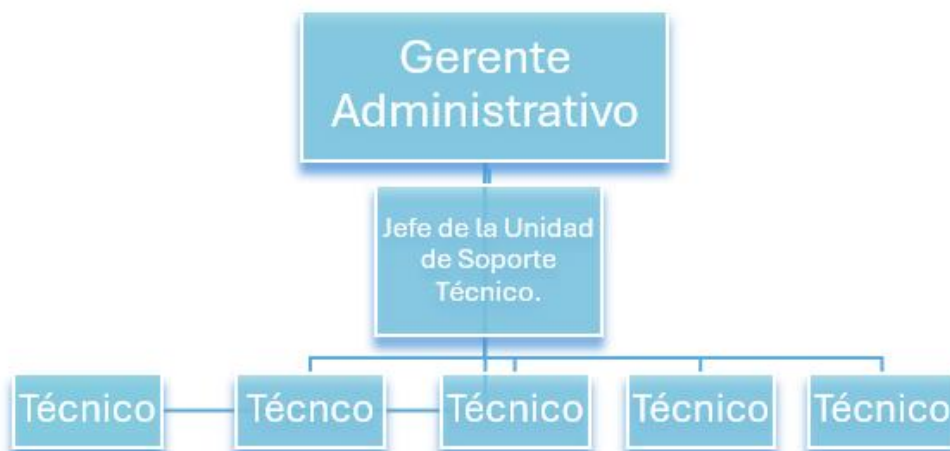 Gerente
Administrativo
Jefe de la Unidad
de Soporte
Técnico.
Técnico
Técnco
Técnico
Técnico
Técnico